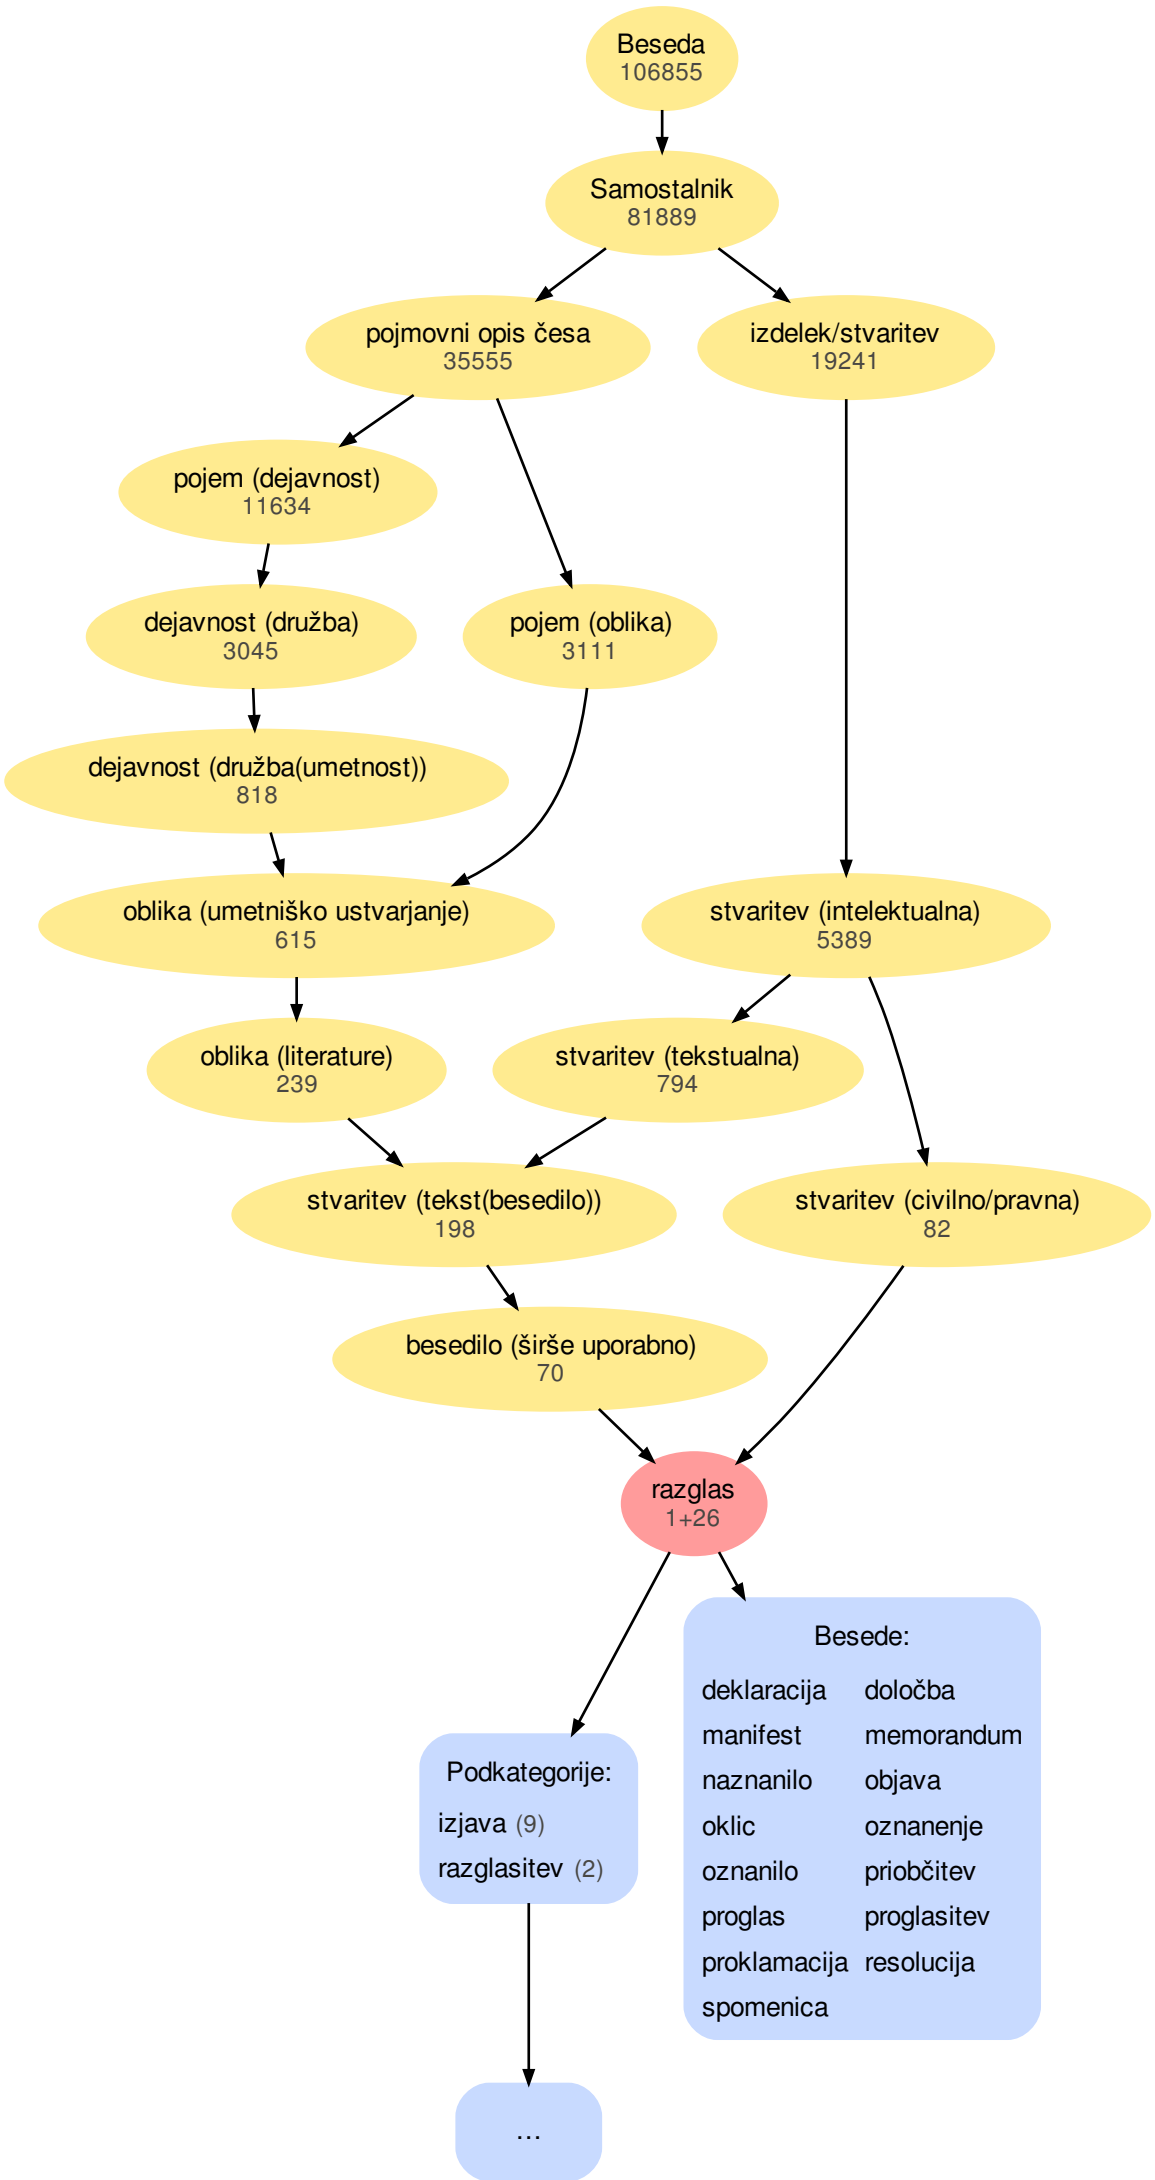 Beseda
106855
Samostalnik
81889
pojmovni opis česa
35555
izdelek/stvaritev
19241
pojem (dejavnost)
11634
dejavnost (družba)
3045
pojem (oblika)
3111
dejavnost (družba(umetnost))
818
oblika (umetniško ustvarjanje)
615
stvaritev (intelektualna)
5389
oblika (literature)
239
stvaritev (tekstualna)
794
stvaritev (tekst(besedilo))
198
stvaritev (civilno/pravna)
82
besedilo (širše uporabno)
70
razglas
1+26
Besede:
deklaracija določba
manifest memorandum
naznanilo objava
oklic oznanenje
oznanilo priobčitev
proglas proglasitev
proklamacija resolucija
spomenica
Podkategorije:
izjava (9)
razglasitev (2)
...